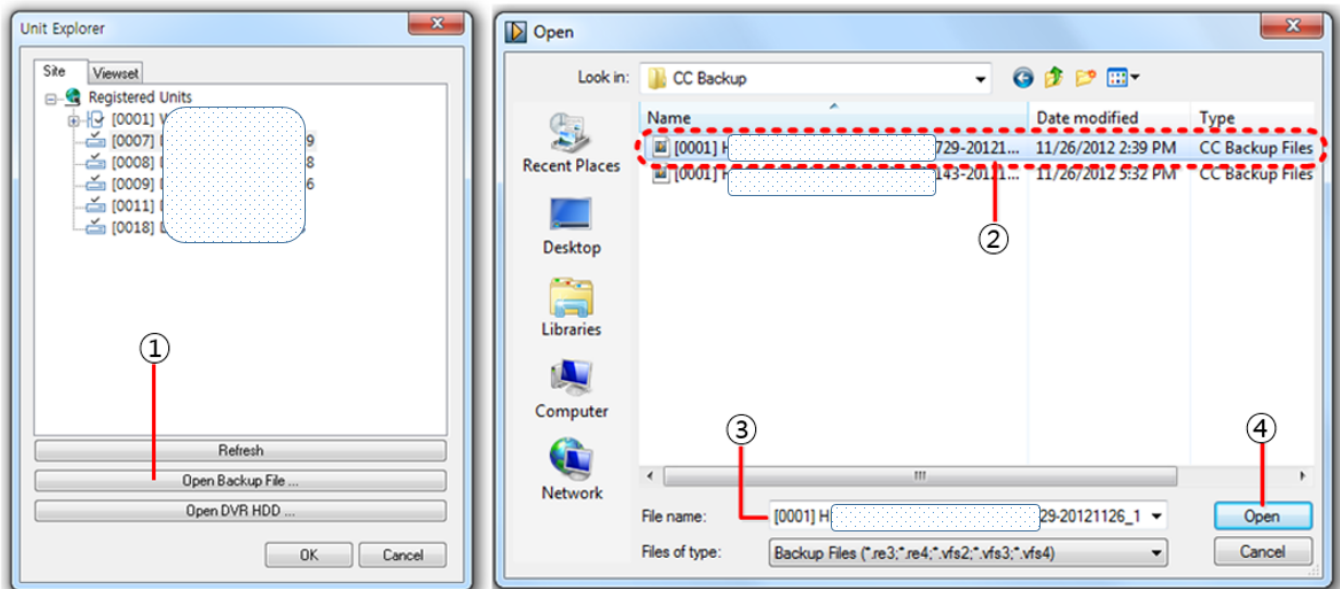 Unit Explorer
Site Viewset
Registered Units
[0001]
[0007] 9
[0008] 8
[0009] 6
[0011]
[0018]
①
Refresh
Open Backup File ...
Open DVR HDD ...
OK Cancel
Open
Look in: CC Backup
Name Date modified Type
[0001] H 729-20121... 11/26/2012 2:39 PM CC Backup Files
[0001] H 143-20121... 11/26/2012 5:32 PM CC Backup Files
②
Recent Places
Desktop
Libraries
Computer
Network
③
④
File name: [0001] H 29-20121126_1 Open
Files of type: Backup Files (*.re3;*.re4;*.vfs2;*.vfs3;*.vfs4) Cancel